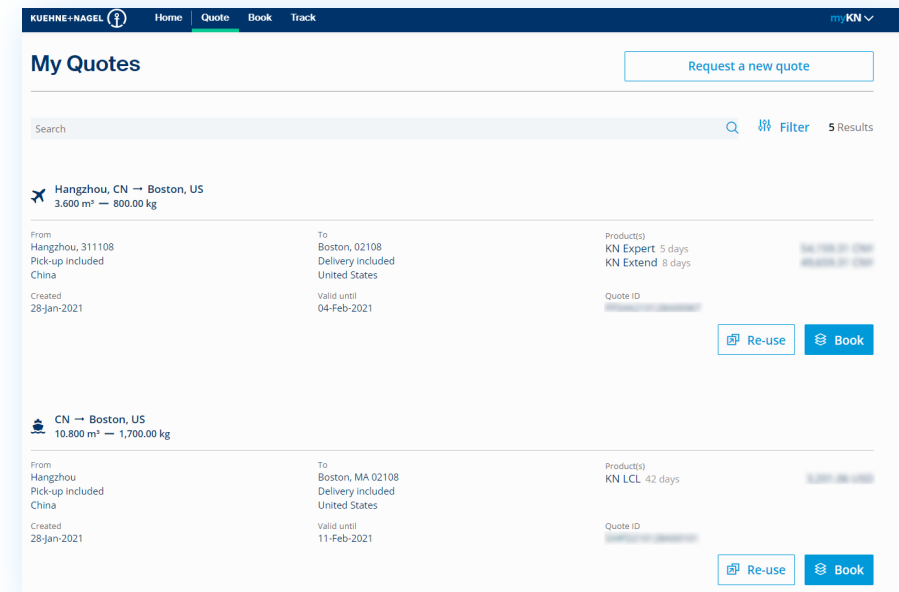 KUEHNE+NAGEL Home Quote Book Track myKN
My Quotes
Request a new quote
Search Filter 5 Results
Hangzhou, CN → Boston, US
3.600 m³ — 800.00 kg
From To Product(s)
Hangzhou, 311108 Boston, 02108 KN Expert 5 days
Pick-up included Delivery included KN Extend 8 days
China United States
Created Valid until Quote ID
28-Jan-2021 04-Feb-2021
Re-use Book
CN → Boston, US
10.800 m³ — 1,700.00 kg
From To Product(s)
Hangzhou Boston, MA 02108 KN LCL 42 days
Pick-up included Delivery included
China United States
Created Valid until Quote ID
28-Jan-2021 11-Feb-2021
Re-use Book